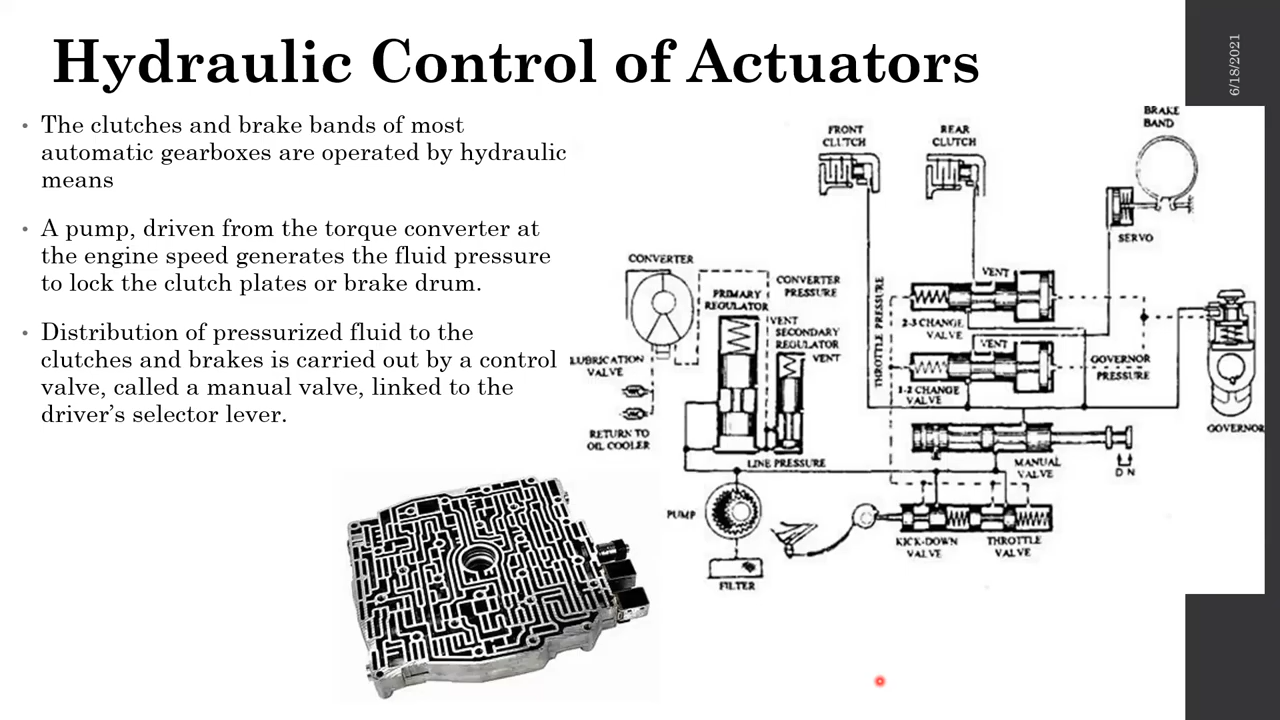 Hydraulic Control of Actuators
6/18/2021
• The clutches and brake bands of most
automatic gearboxes are operated by hydraulic
means
• A pump, driven from the torque converter at
the engine speed generates the fluid pressure
to lock the clutch plates or brake drum.
• Distribution of pressurized fluid to the
clutches and brakes is carried out by a control
valve, called a manual valve, linked to the
driver’s selector lever.
FRONT
CLUTCH
REAR
CLUTCH
BRAKE
BAND
SERVO
CONVERTER
CONVERTER
PRESSURE
PRIMARY
REGULATOR
VENT
SECONDARY
REGULATOR
VENT
LUBRICATION
VALVE
RETURN TO
OIL COOLER
LINE PRESSURE
THROTTLE PRESSURE
VENT
2-3 CHANGE
VALVE
VENT
1-2 CHANGE
VALVE
GOVERNOR
PRESSURE
GOVERNOR
MANUAL
VALVE
D N
PUMP
FILTER
KICK-DOWN
VALVE
THROTTLE
VALVE